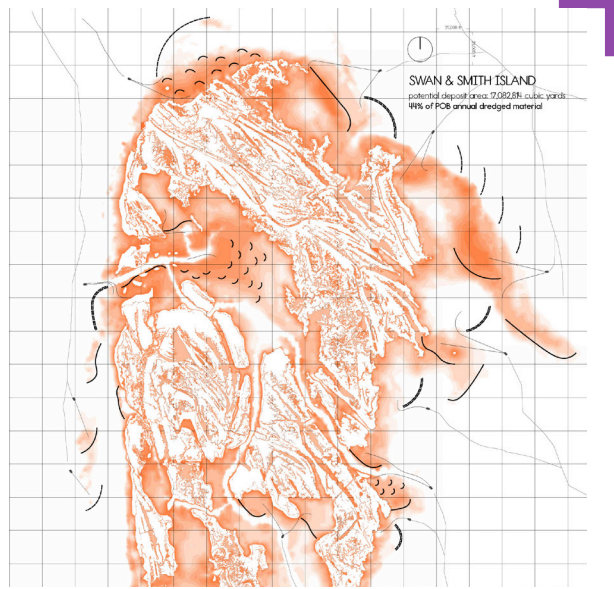 SWAN & SMITH ISLAND
potential deposit area: 17,082,814 cubic yards
44% of POB annual dredged material